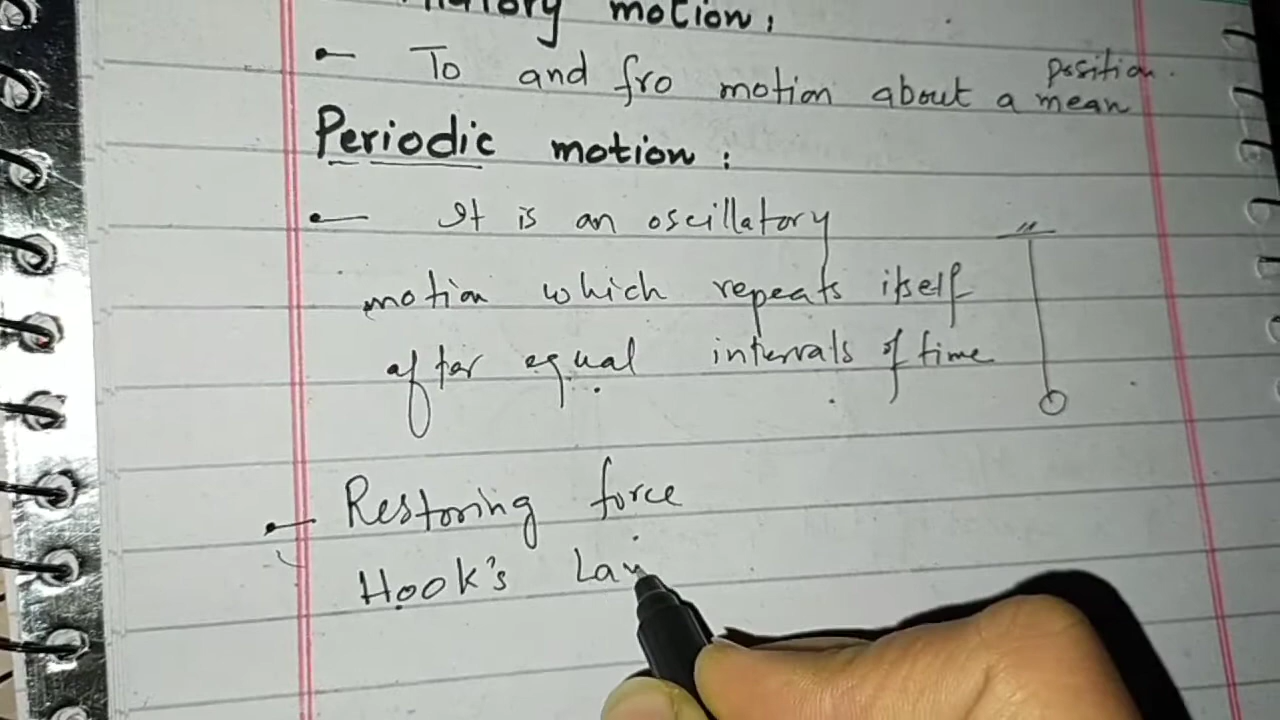 motion:
To and fro motion about a mean position.
Periodic motion:
It is an oscillatory
motion which repeats itself
after equal intervals of time
Restoring force
Hook's Law